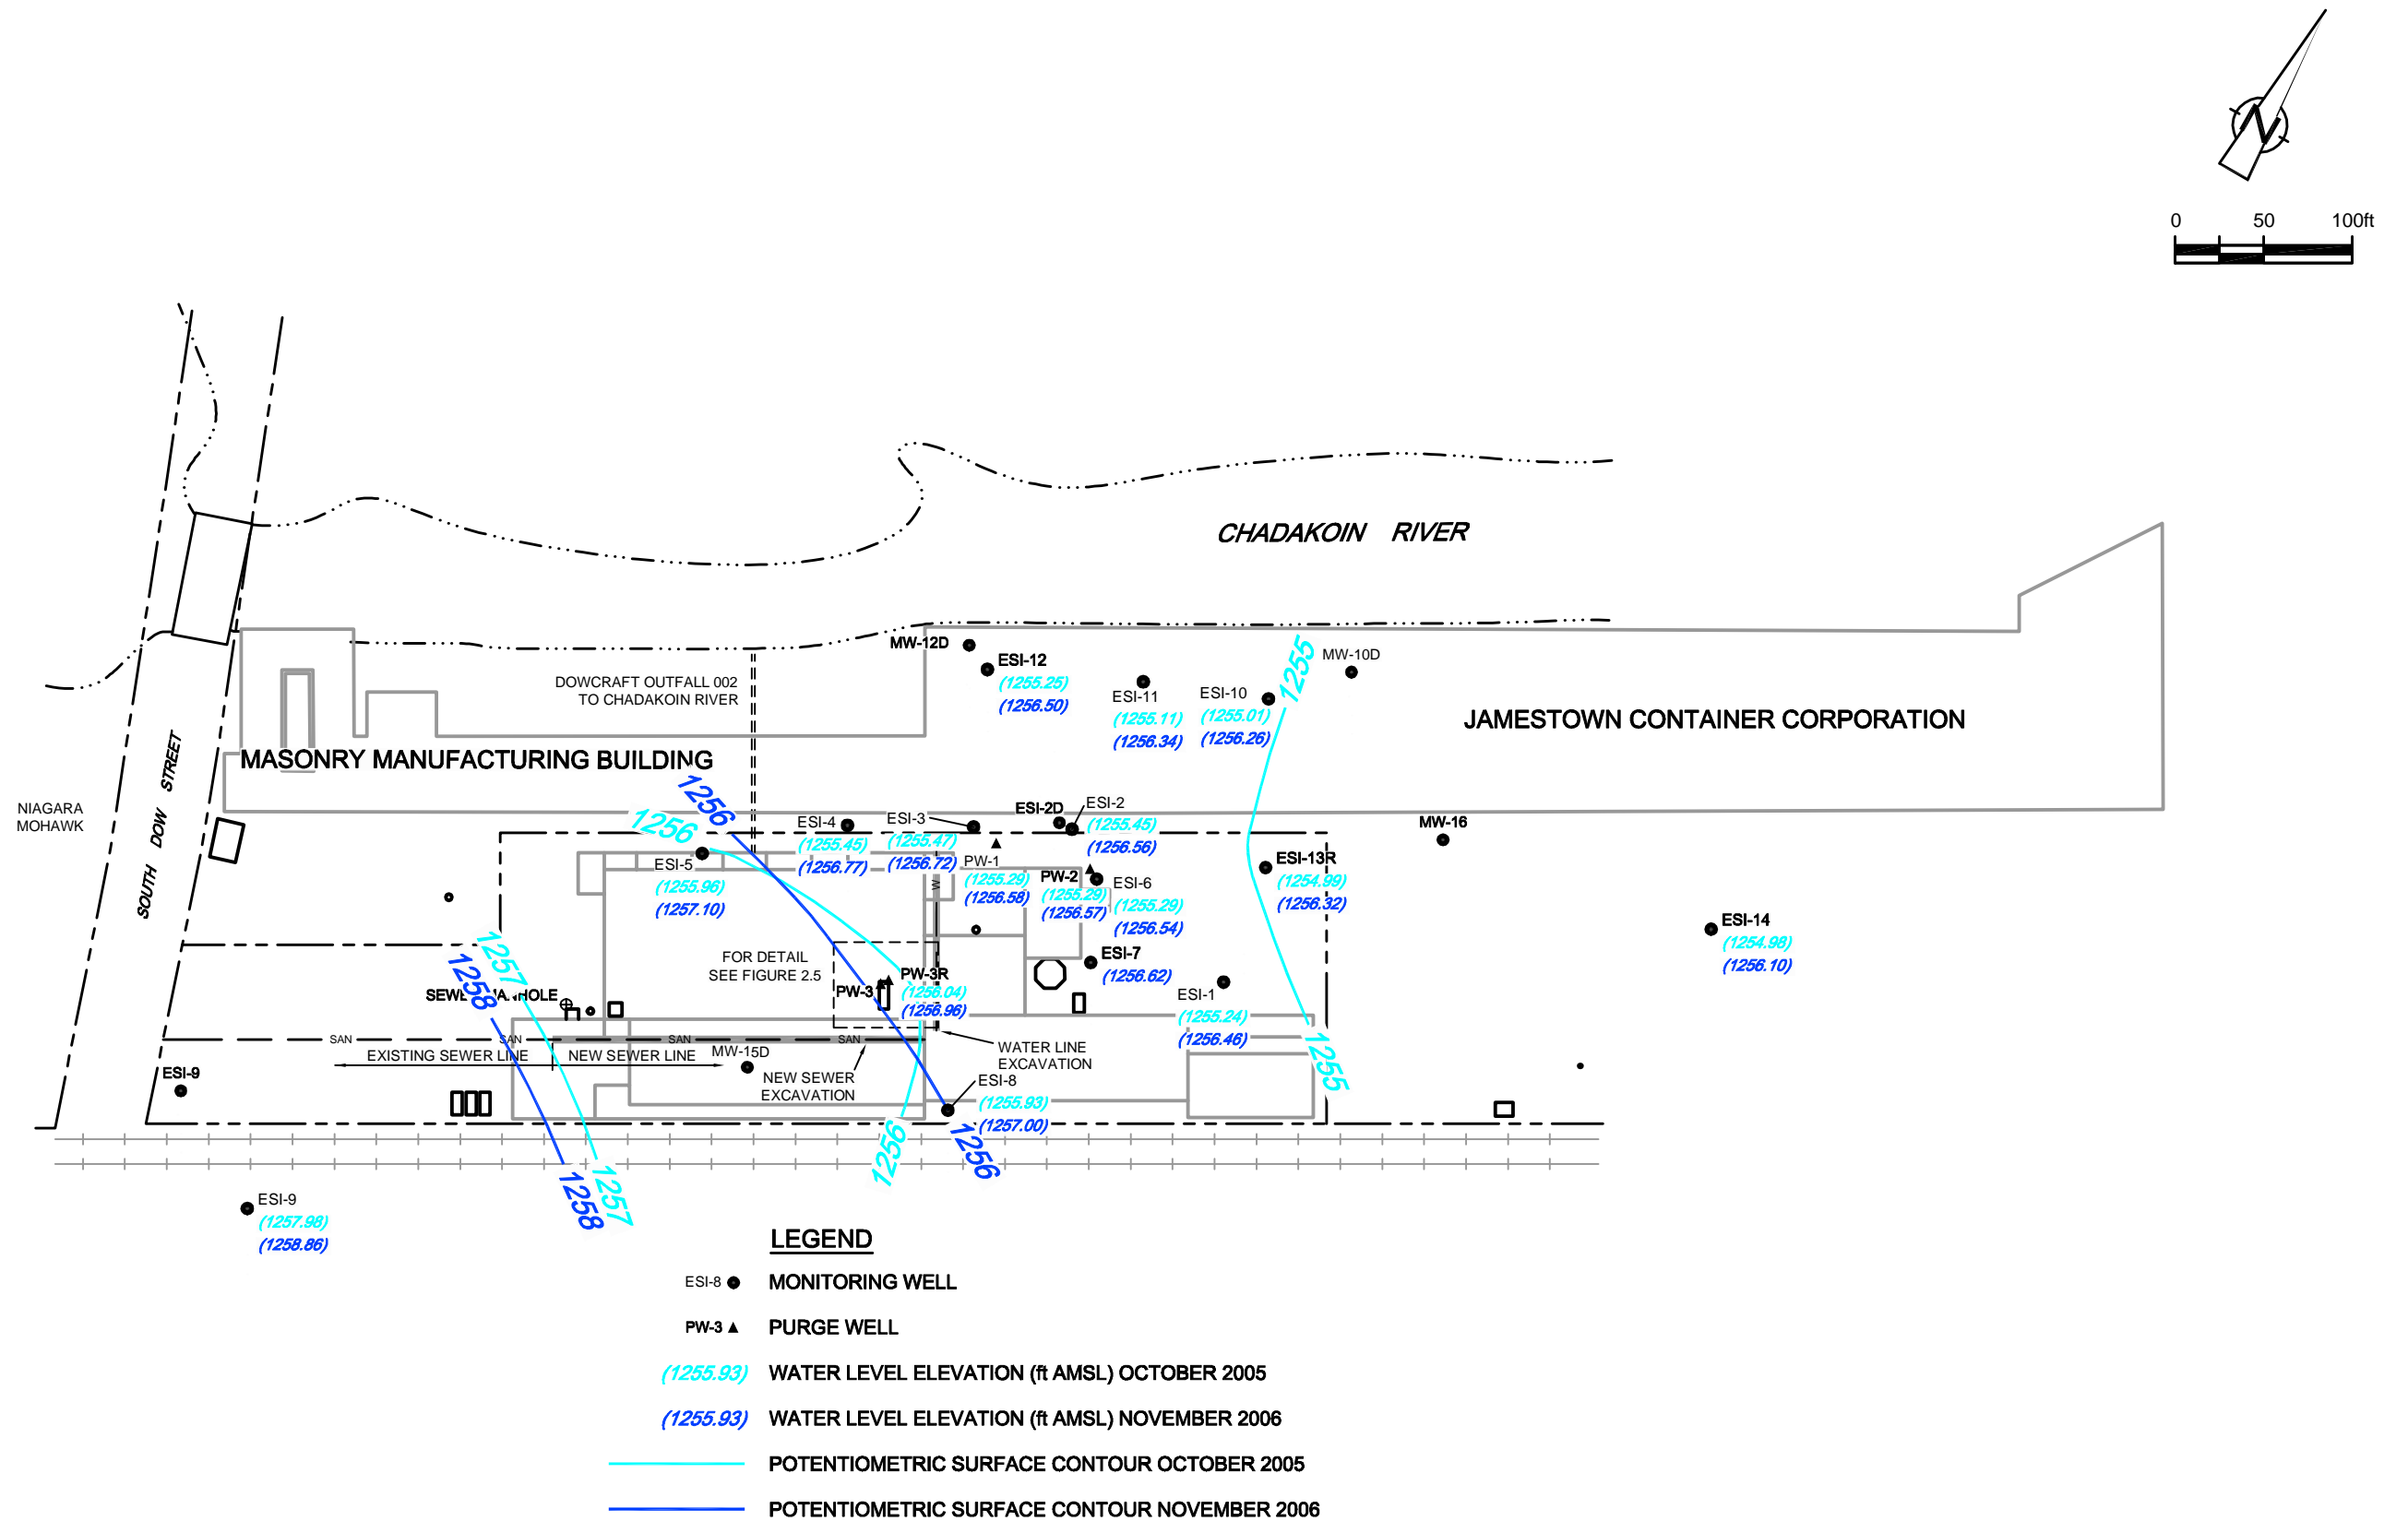 N
0 50 100ft
CHADAKOIN RIVER
MW-12D
ESI-12
(1255.25)
(1256.50)
ESI-11
(1255.11)
(1256.34)
ESI-10
(1255.01)
(1256.26)
1255
MW-10D
DOWCRAFT OUTFALL 002
TO CHADAKOIN RIVER
JAMESTOWN CONTAINER CORPORATION
MASONRY MANUFACTURING BUILDING
SOUTH DOW STREET
NIAGARA
MOHAWK
1256
1256
ESI-4
(1255.45)
(1256.77)
ESI-3
(1255.47)
(1256.72)
ESI-2D
ESI-2
(1255.45)
(1256.56)
MW-16
ESI-5
(1255.96)
(1257.10)
W
PW-1
(1255.29)
(1256.58)
PW-2
(1255.29)
(1256.57)
ESI-6
(1255.29)
(1256.54)
ESI-13R
(1254.99)
(1256.32)
ESI-14
(1254.98)
(1256.10)
1257
1258
FOR DETAIL
SEE FIGURE 2.5
PW-3R
PW-3
(1256.04)
(1256.96)
ESI-7
(1256.62)
ESI-1
(1255.24)
(1256.46)
SAN SAN SAN SAN
EXISTING SEWER LINE
NEW SEWER LINE
MW-15D
NEW SEWER
EXCAVATION
WATER LINE
EXCAVATION
ESI-8
(1255.93)
(1257.00)
1255
ESI-9
1256
1256
1257
1258
ESI-9
(1257.98)
(1258.86)
LEGEND
ESI-8 MONITORING WELL
PW-3 PURGE WELL
(1255.93) WATER LEVEL ELEVATION (ft AMSL) OCTOBER 2005
(1255.93) WATER LEVEL ELEVATION (ft AMSL) NOVEMBER 2006
POTENTIOMETRIC SURFACE CONTOUR OCTOBER 2005
POTENTIOMETRIC SURFACE CONTOUR NOVEMBER 2006